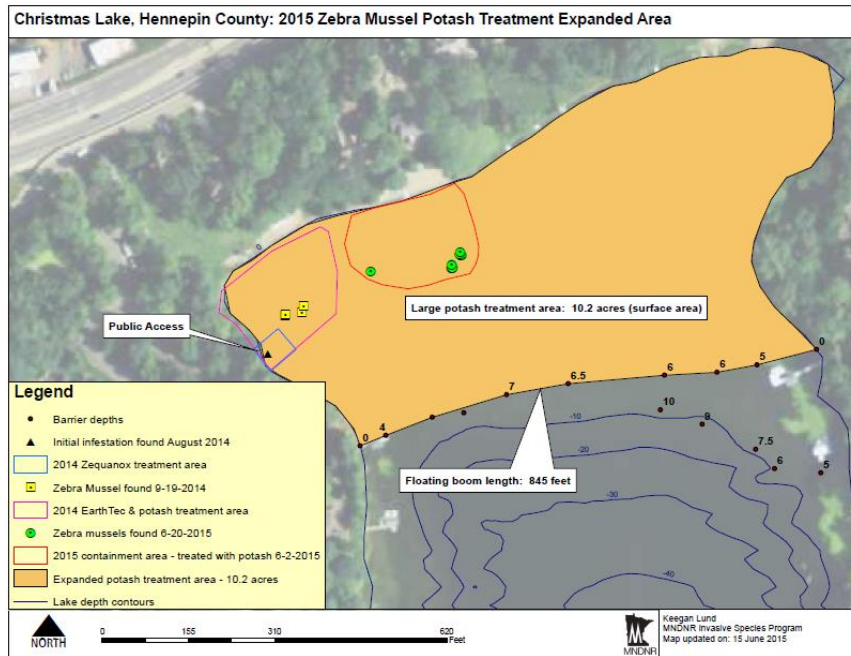 Christmas Lake, Hennepin County: 2015 Zebra Mussel Potash Treatment Expanded Area
0
Large potash treatment area: 10.2 acres (surface area)
Public Access
0
5
6
6
6.5
7
4
0
10
9
7.5
6
5
-10
-20
-30
-40
Floating boom length: 845 feet
Legend
Barrier depths
Initial infestation found August 2014
2014 Zequanox treatment area
Zebra Mussel found 9-19-2014
2014 EarthTec & potash treatment area
Zebra mussels found 6-20-2015
2015 containment area - treated with potash 6-2-2015
Expanded potash treatment area - 10.2 acres
Lake depth contours
NORTH
0 155 310 620
Feet
MNDNR
Keegan Lund
MNDNR Invasive Species Program
Map updated on: 15 June 2015